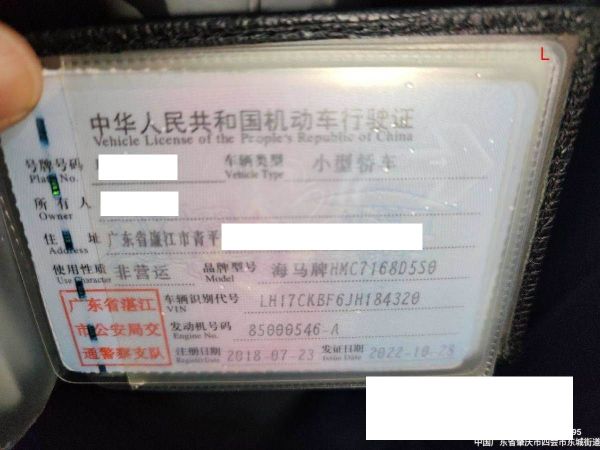 L
中华人民共和国机动车行驶证
Vehicle License of the People's Republic of China
号牌号码 车辆类型 小型轿车
Plate No. Vehicle Type
所有人
Owner
住址 广东省湛江市青平
Address
使用性质 非营运 品牌型号 海马牌HMC7168D5S0
Use Character Model
广东省湛江 车辆识别代号 LH17CKBF6JH184320
VIN
市公安局交 发动机号码 85000546-A
Engine No.
通警察支队 注册日期 2018-07-23 发证日期 2022-10-28
Register Date Issue Date
95
中国广东省肇庆市四会市东城街道